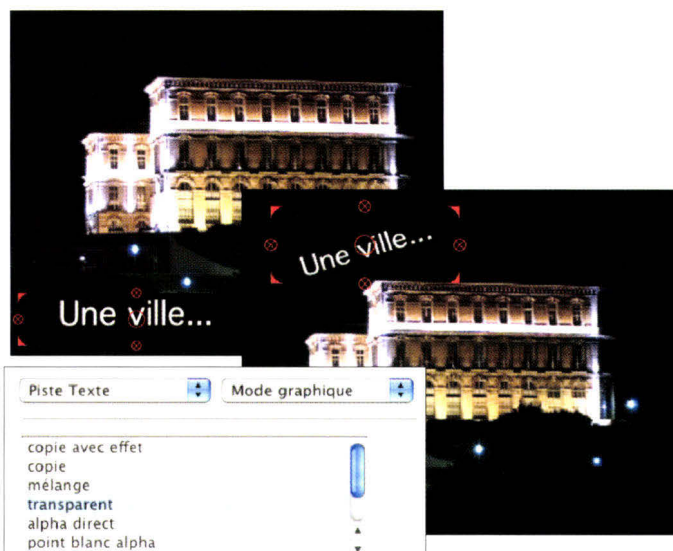 Une ville...
Une ville...
Piste Texte
Mode graphique
copie avec effet
copie
mélange
transparent
alpha direct
point blanc alpha